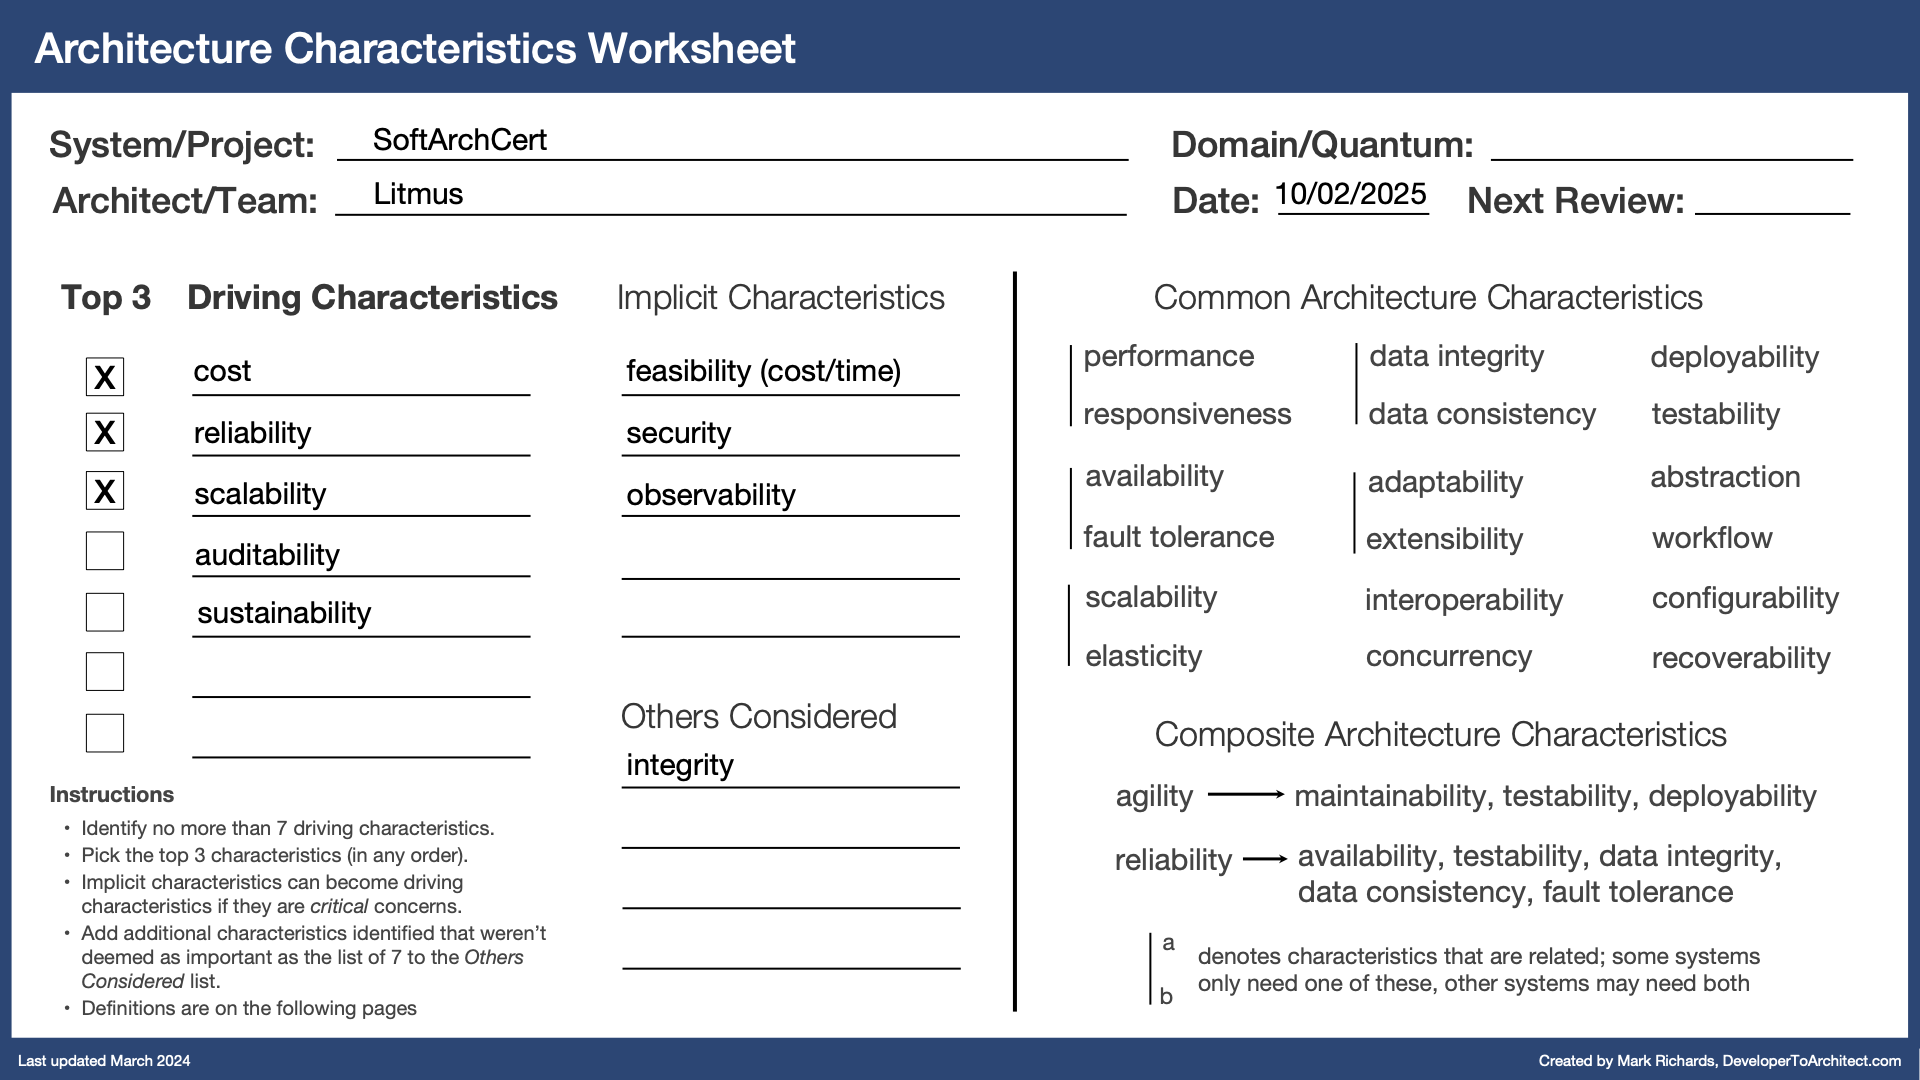 Architecture Characteristics Worksheet
System/Project: SoftArchCert
Domain/Quantum:
Architect/Team: Litmus
Date: 10/02/2025 Next Review:
Top 3 Driving Characteristics
X cost
X reliability
X scalability
auditability
sustainability
Implicit Characteristics
feasibility (cost/time)
security
observability
Others Considered
integrity
Instructions
• Identify no more than 7 driving characteristics.
• Pick the top 3 characteristics (in any order).
• Implicit characteristics can become driving
characteristics if they are critical concerns.
• Add additional characteristics identified that weren’t
deemed as important as the list of 7 to the Others
Considered list.
• Definitions are on the following pages
Common Architecture Characteristics
performance data integrity deployability
responsiveness data consistency testability
availability adaptability abstraction
fault tolerance extensibility workflow
scalability interoperability configurability
elasticity concurrency recoverability
Composite Architecture Characteristics
agility → maintainability, testability, deployability
reliability → availability, testability, data integrity,
data consistency, fault tolerance
a
b
denotes characteristics that are related; some systems
only need one of these, other systems may need both
Last updated March 2024
Created by Mark Richards, DeveloperToArchitect.com